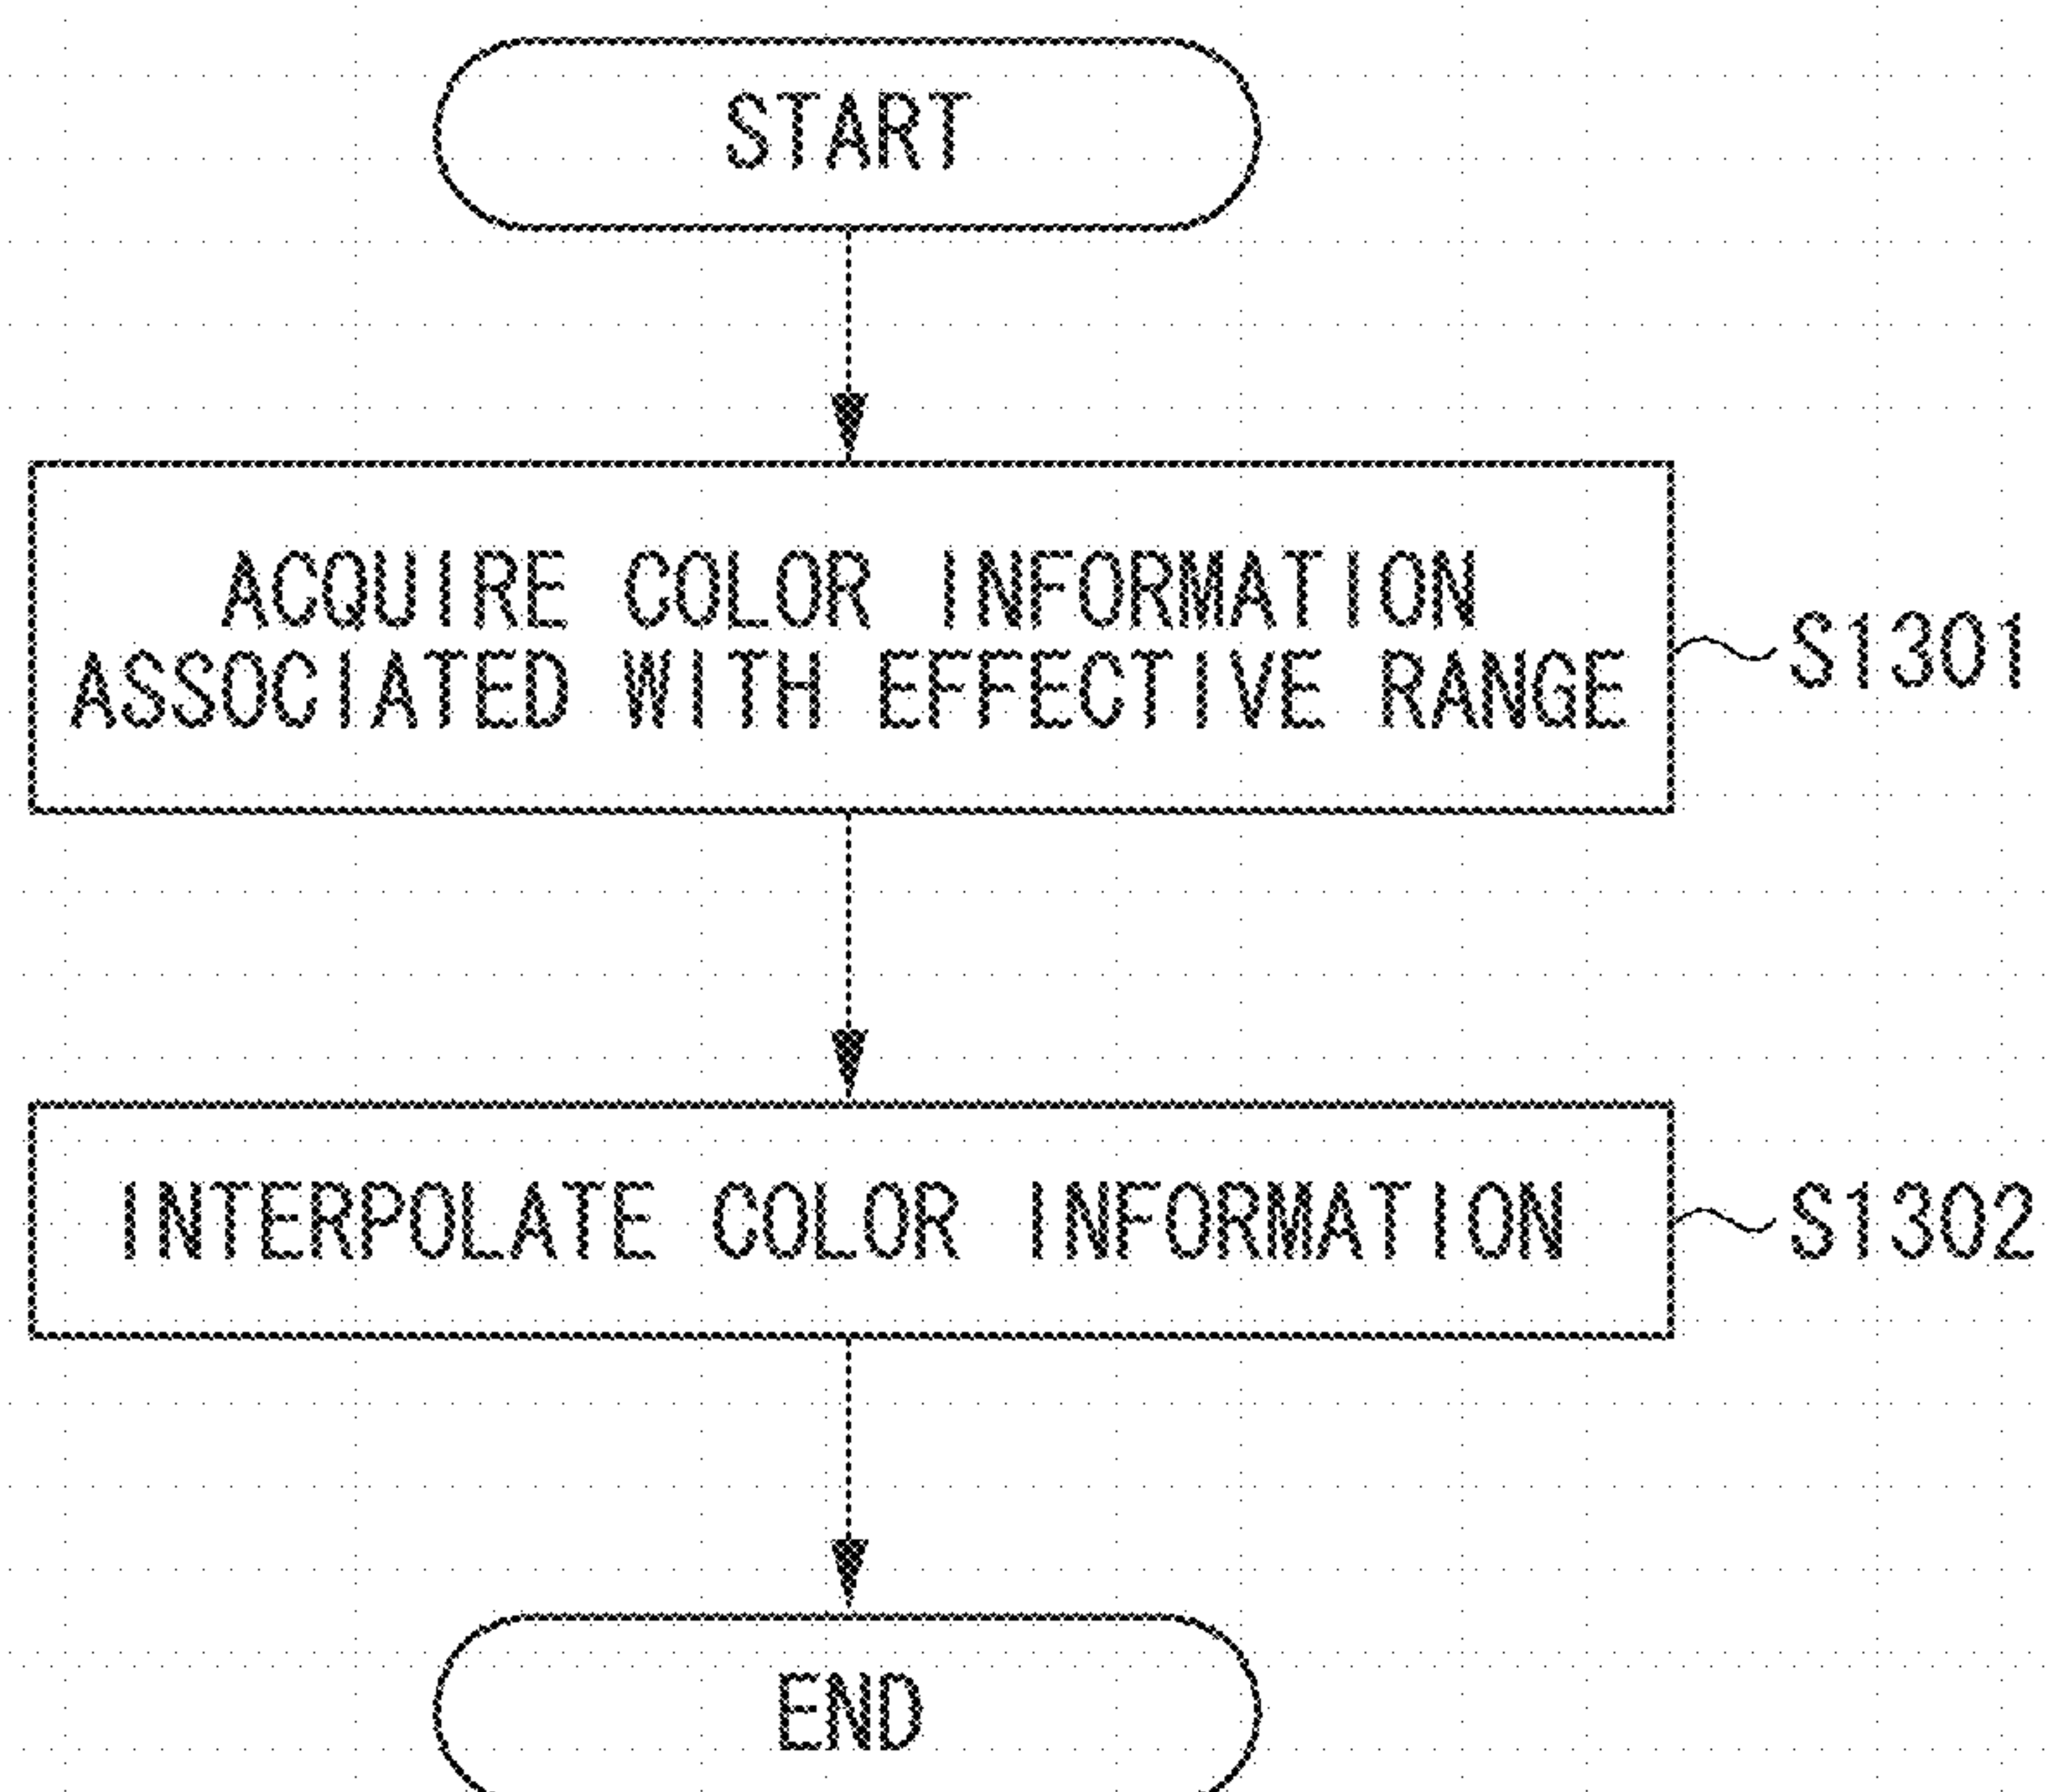 START
ACQUIRE COLOR INFORMATION
ASSOCIATED WITH EFFECTIVE RANGE
S1301
INTERPOLATE COLOR INFORMATION
S1302
END